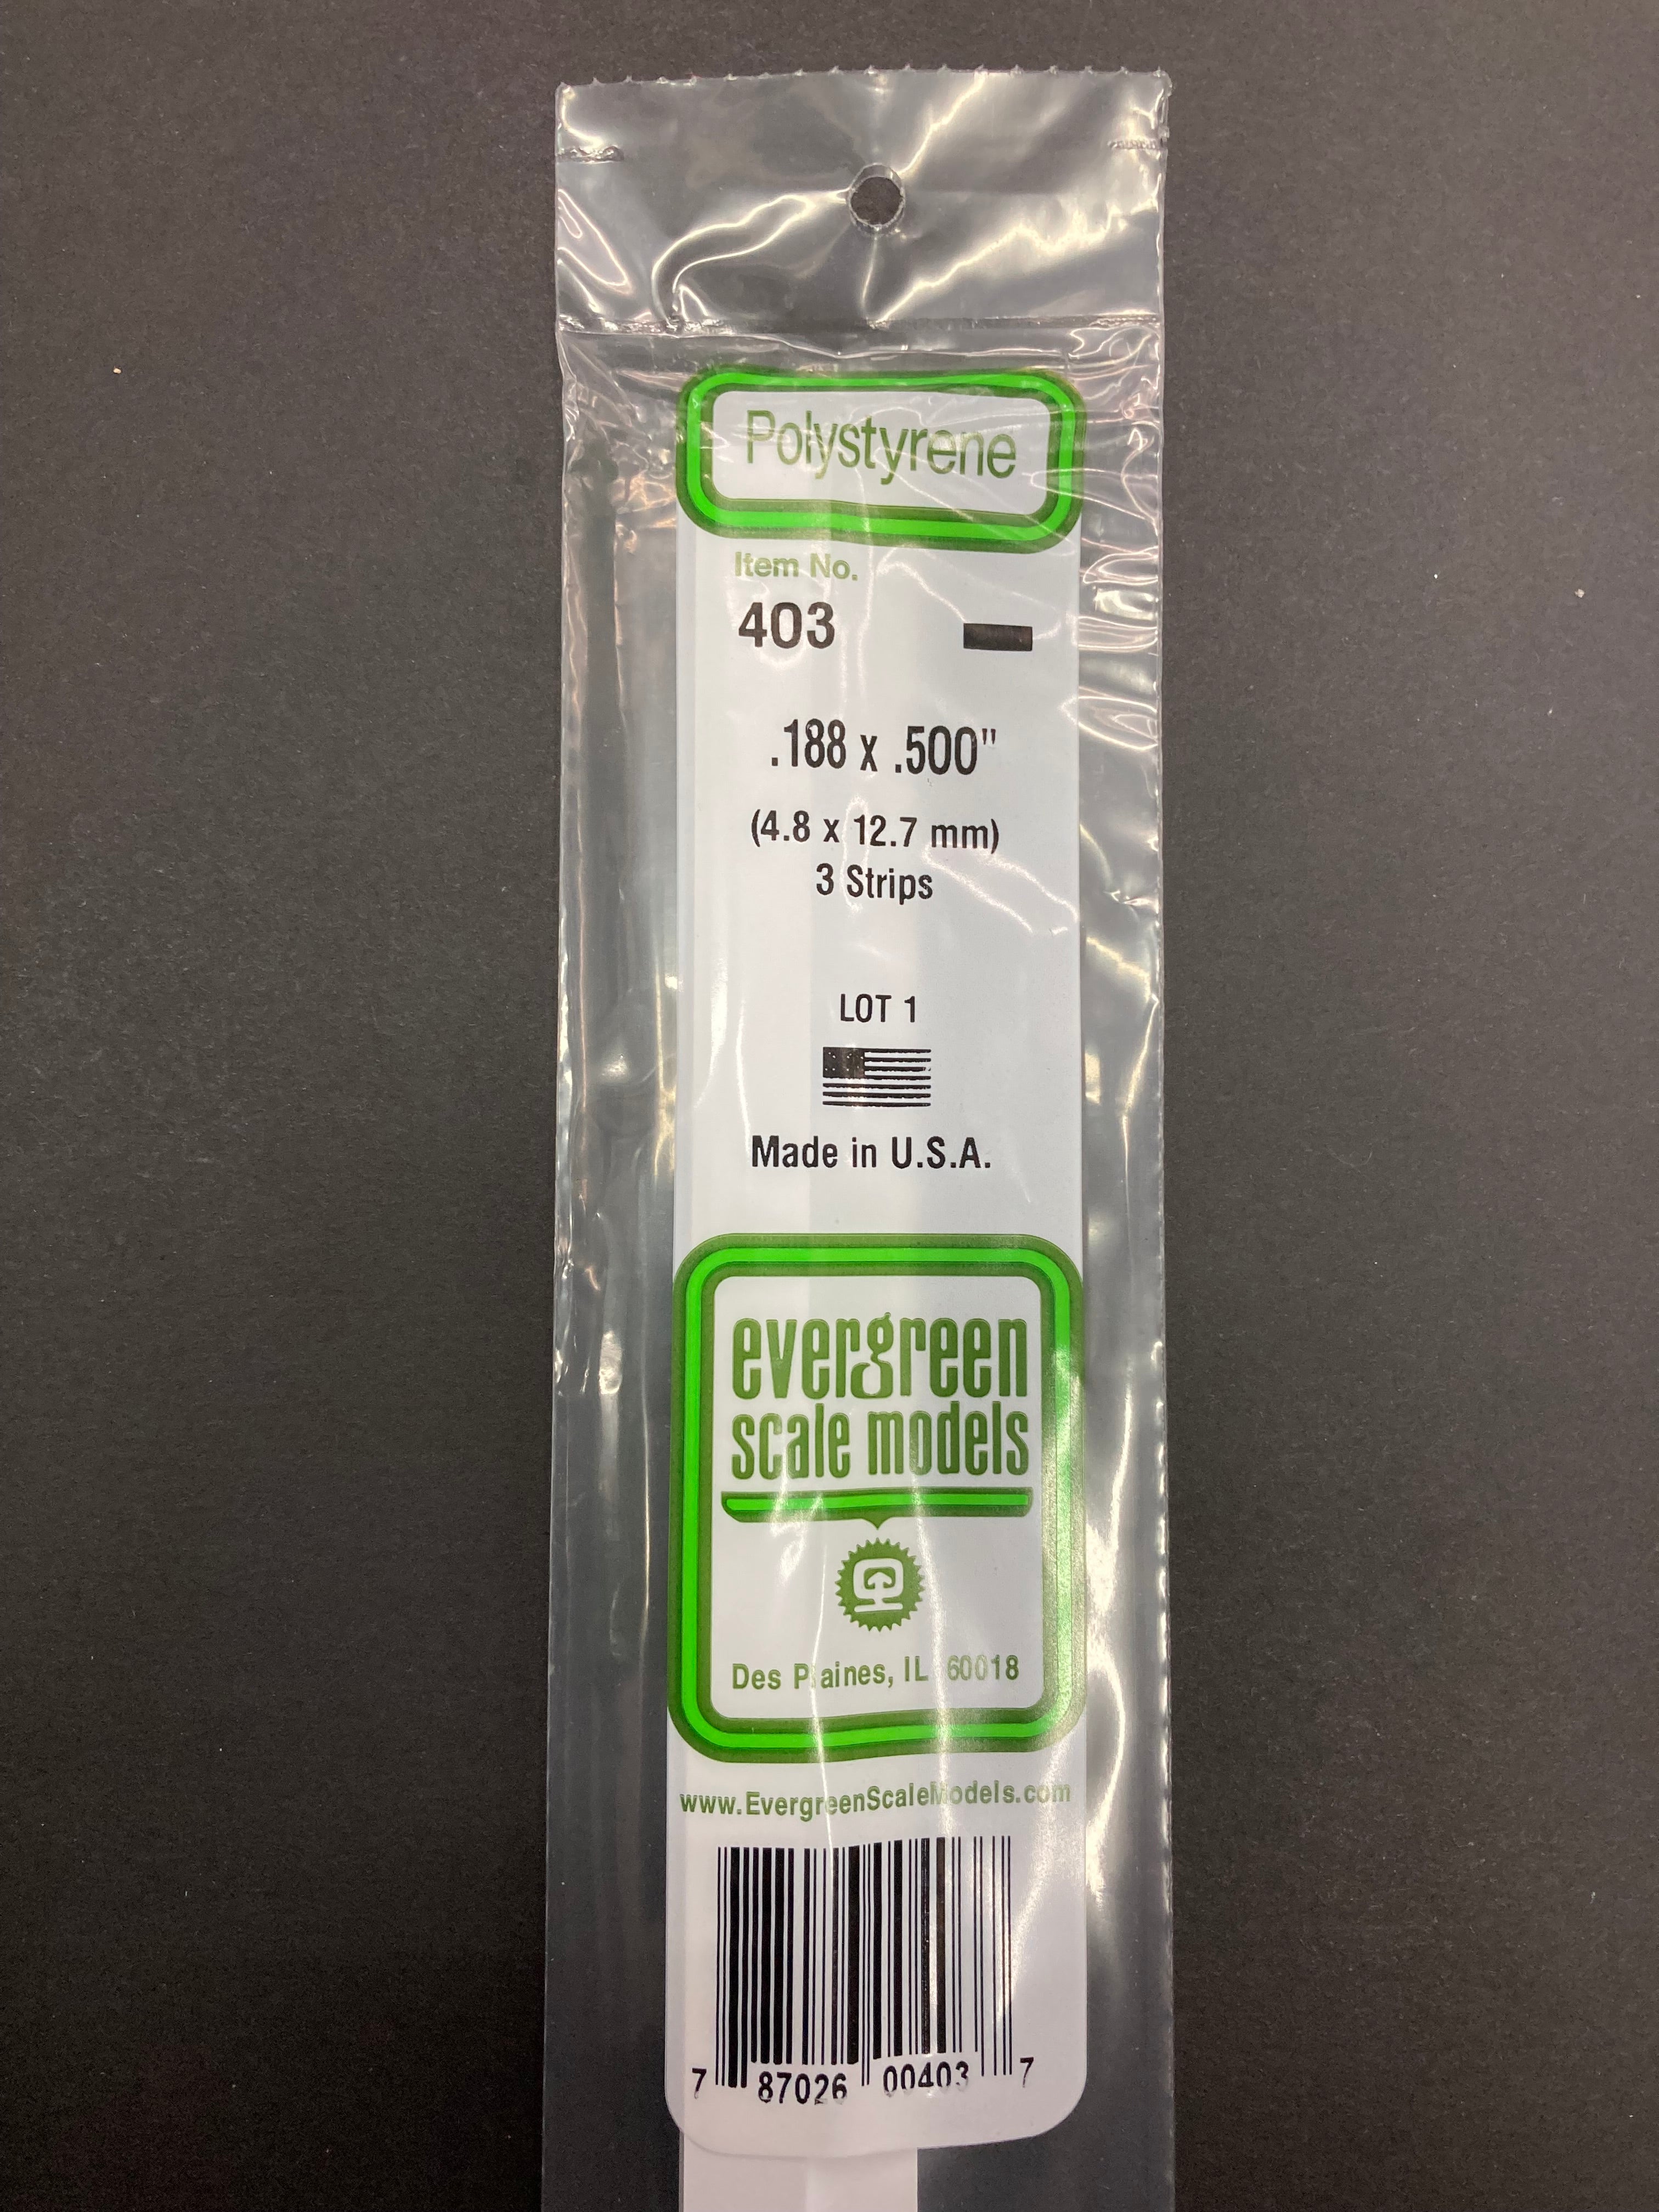 Polystyrene
Item No.
403
.188 x .500"
(4.8 x 12.7 mm)
3 Strips
LOT 1
Made in U.S.A.
evergreen
scale models
Des Plaines, IL 60018
www.EvergreenScaleModels.com
7 87026 00403 7